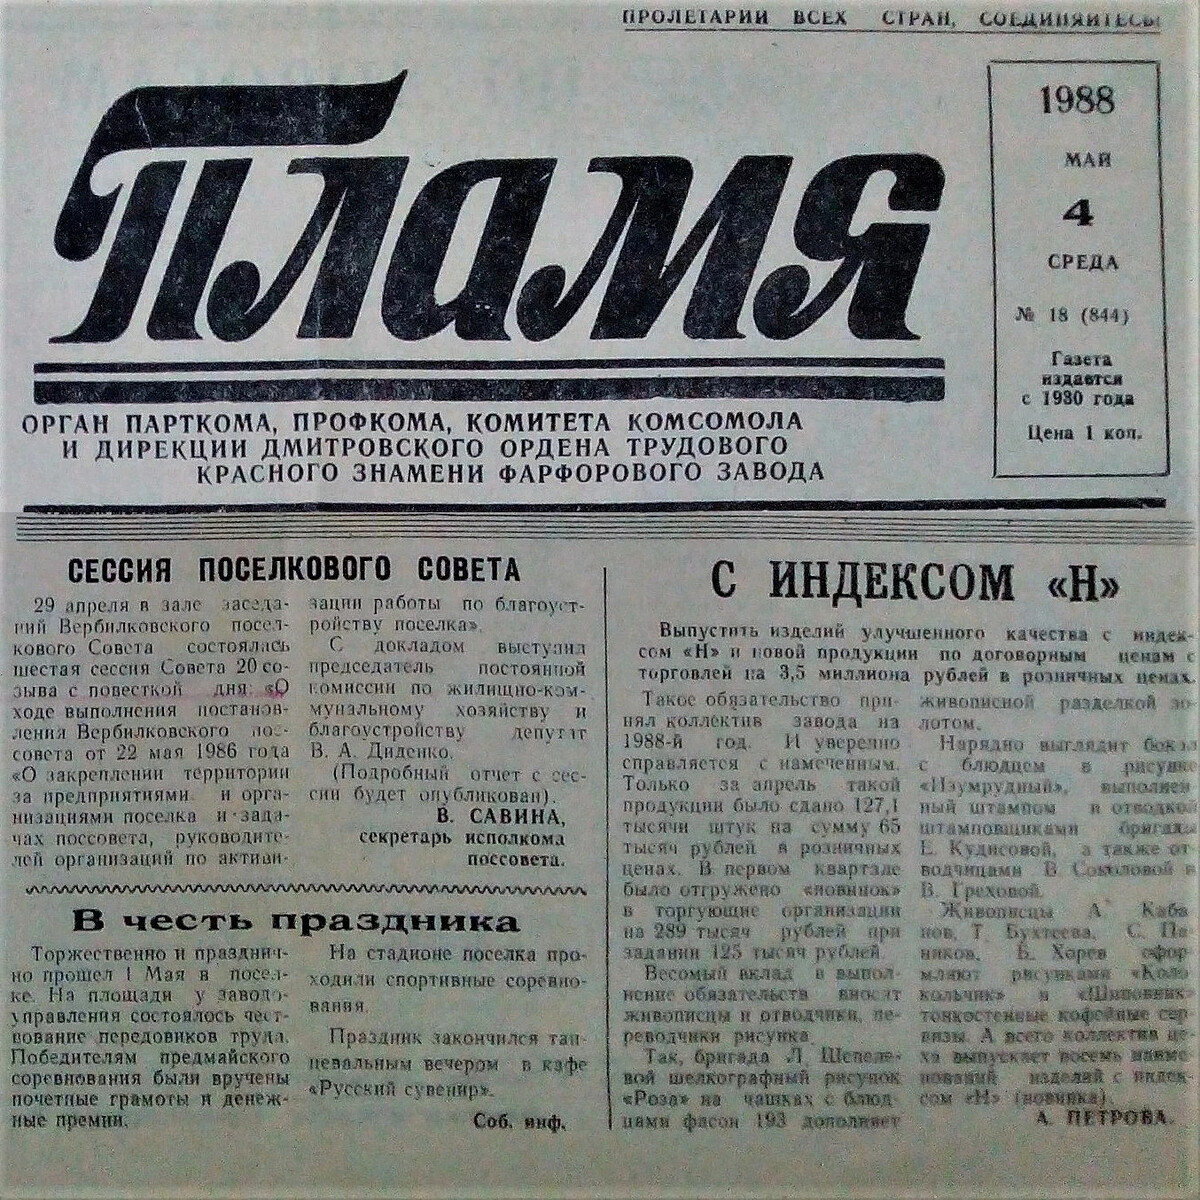 ПРОЛЕТАРИИ ВСЕХ СТРАН, СОЕДИНЯЙТЕСЬ
Пламя
1988
МАЙ
4
СРЕДА
№ 18 (844)
Газета
издается
с 1930 года
Цена 1 коп.
ОРГАН ПАРТКОМА, ПРОФКОМА, КОМИТЕТА КОМСОМОЛА
И ДИРЕКЦИИ ДМИТРОВСКОГО ОРДЕНА ТРУДОВОГО
КРАСНОГО ЗНАМЕНИ ФАРФОРОВОГО ЗАВОДА
СЕССИЯ ПОСЕЛКОВОГО СОВЕТА
29 апреля в зале заседа-
ний Вербилковского посел-
кового Совета состоялась
шестая сессия Совета 20 со-
зыва с повесткой дня: «О
ходе выполнения постанов-
ления Вербилковского пос-
совета от 22 мая 1986 года
«О закреплении территории
за предприятиями и орга-
низациями поселка и зада-
чах поссовета, руководите-
лей организаций по активи-
зации работы по благоуст-
ройству поселка».
С докладом выступил
председатель постоянной
комиссии по жилищно-ком-
мунальному хозяйству и
благоустройству депутат
В. А. Диденко.
(Подробный отчет с сес-
сии будет опубликован).
В. САВИНА,
секретарь исполкома
поссовета.
В честь праздника
Торжественно и празднич-
но прошел 1 Мая в посел-
ке. На площади у заводо-
управления состоялось чест-
вование передовиков труда.
Победителям предмайского
соревнования были вручены
почетные грамоты и денеж-
ные премии.
На стадионе поселка про-
ходили спортивные соревно-
вания.
Праздник закончился тан-
цевальным вечером в кафе
«Русский сувенир».
Соб. инф.
С ИНДЕКСОМ «Н»
Выпустить изделий улучшенного качества с индек-
сом «Н» и новой продукции по договорным ценам с
торговлей на 3,5 миллиона рублей в розничных ценах.
Такое обязательство при-
нял коллектив завода на
1988-й год. И уверенно
справляется с намеченным.
Только за апрель такой
продукции было сдано 127,1
тысячи штук на сумму 65
тысяч рублей в розничных
ценах. В первом квартале
было отгружено «новинок»
в торгующие организации
на 289 тысяч рублей при
задании 125 тысяч рублей.
Весомый вклад в выпол-
нение обязательств вносят
живописцы и отводчики, пе-
реводчики рисунка.
Так, бригада Л. Шепеле-
вой шелкографный рисунок
«Роза» на чашках с блюд-
цами фасон 193 дополняет
живописной разделкой зо-
лотом.
Нарядно выглядит бокал
с блюдцем в рисунке
«Изумрудный», выполнен-
ный штампом и отводкой
штамповщиками бригады
Е. Кудисовой, а также от-
водчицами В. Соколовой и
В. Греховой.
Живописцы А. Каба-
нов, Т. Бухтеева, С. Па-
ников, Б. Хорев офор-
мляют рисунками «Коло-
кольчик» и «Шиповник»
тонкостенные кофейные сер-
визы. А всего коллектив це-
ха выпускает восемь наиме-
нований изделий с индек-
сом «Н» (новинка).
А. ПЕТРОВА.